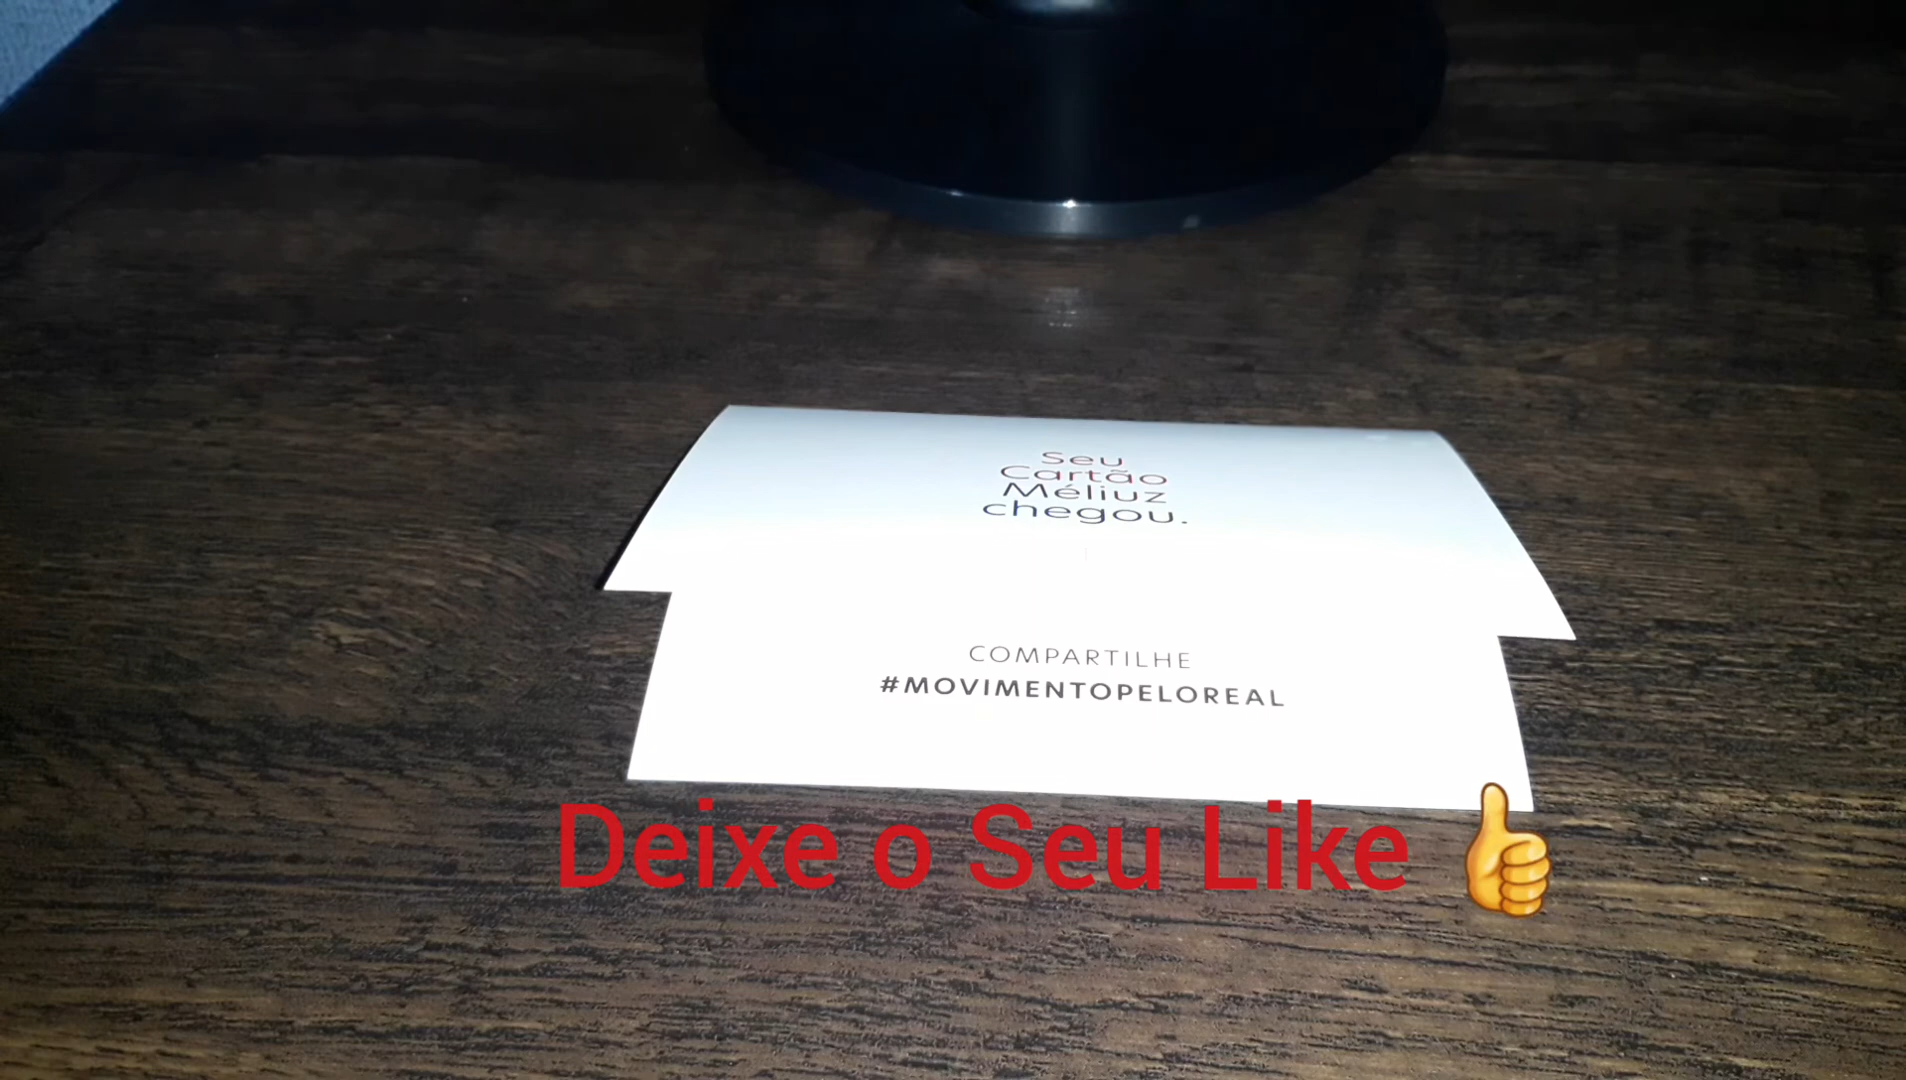 Seu
Cartão
Méliuz
chegou.
COMPARTILHE
#MOVIMENTOPELOREAL
Deixe o Seu Like 👍